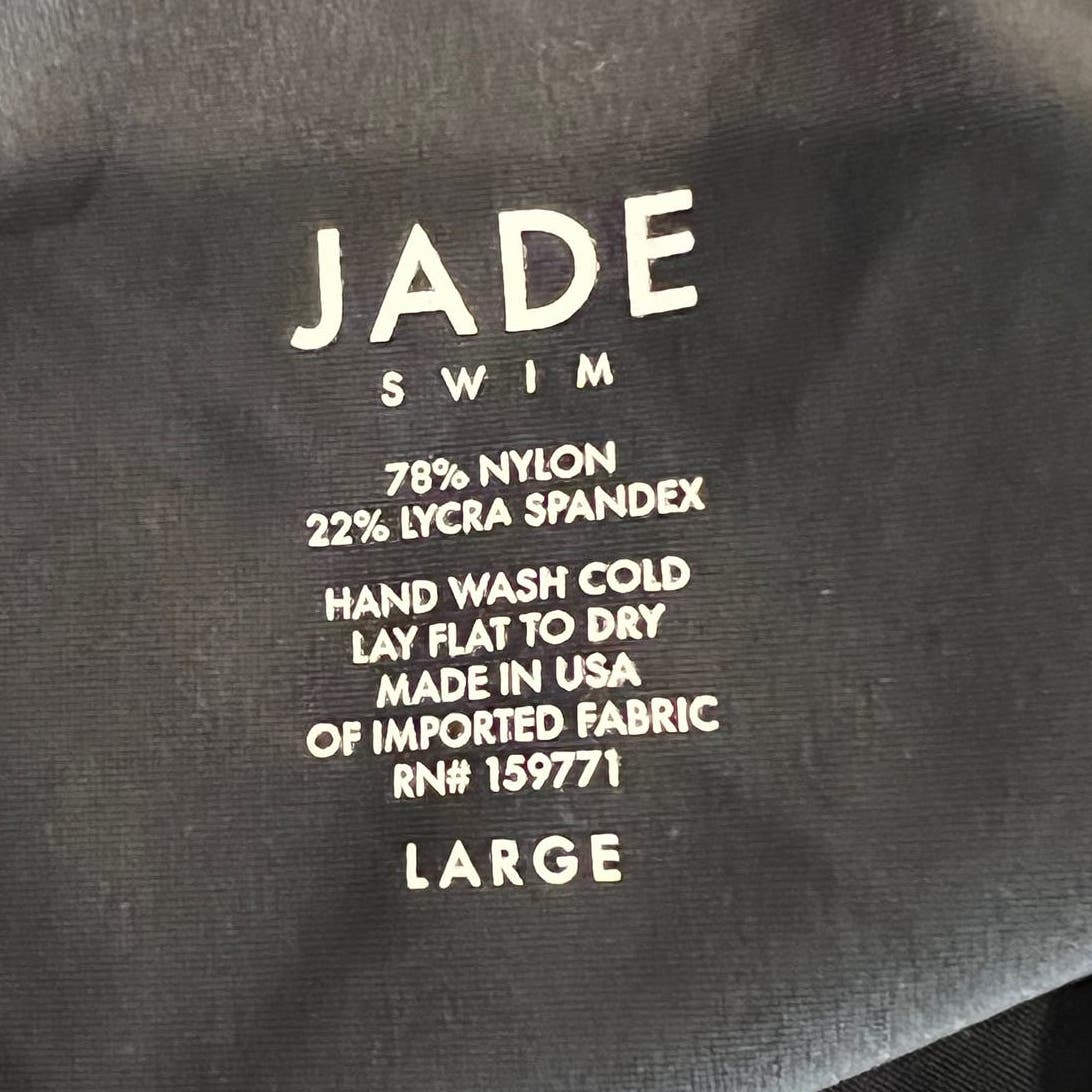 JADE
SWIM
78% NYLON
22% LYCRA SPANDEX
HAND WASH COLD
LAY FLAT TO DRY
MADE IN USA
OF IMPORTED FABRIC
RN# 159771
LARGE